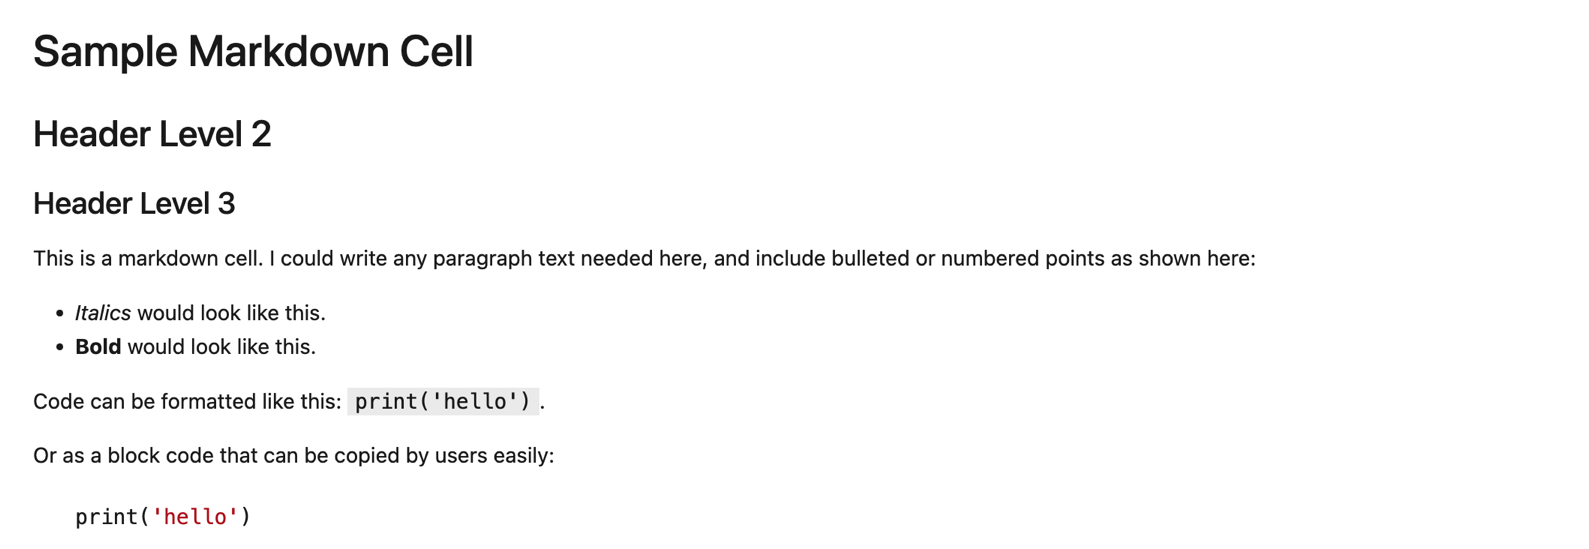 Sample Markdown Cell
Header Level 2
Header Level 3
This is a markdown cell. I could write any paragraph text needed here, and include bulleted or numbered points as shown here:
• Italics would look like this.
• Bold would look like this.
Code can be formatted like this: print('hello') .
Or as a block code that can be copied by users easily:
print('hello')